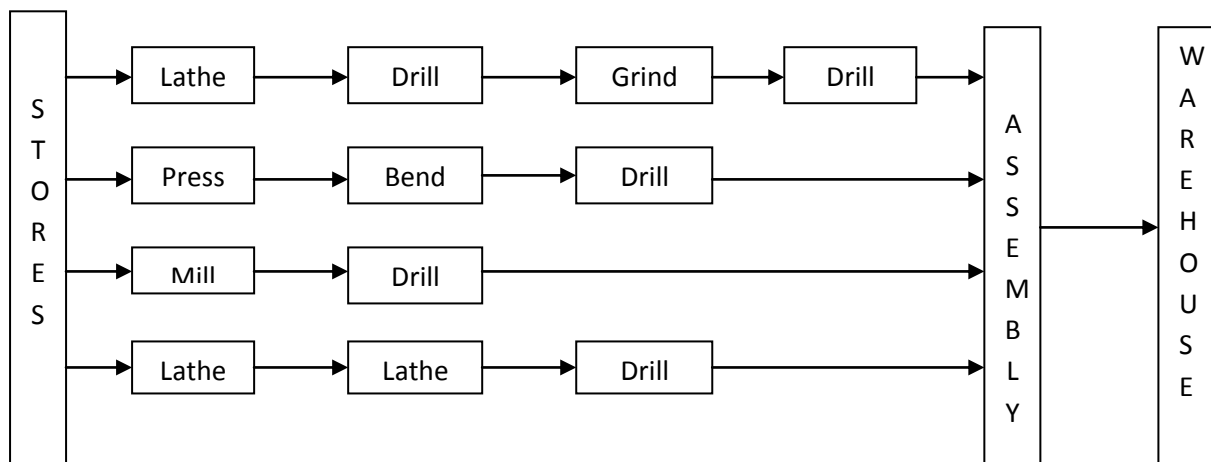 STORES
Lathe Drill Grind Drill
Press Bend Drill
Mill Drill
Lathe Lathe Drill
ASSEMBLY
WAREHOUSE